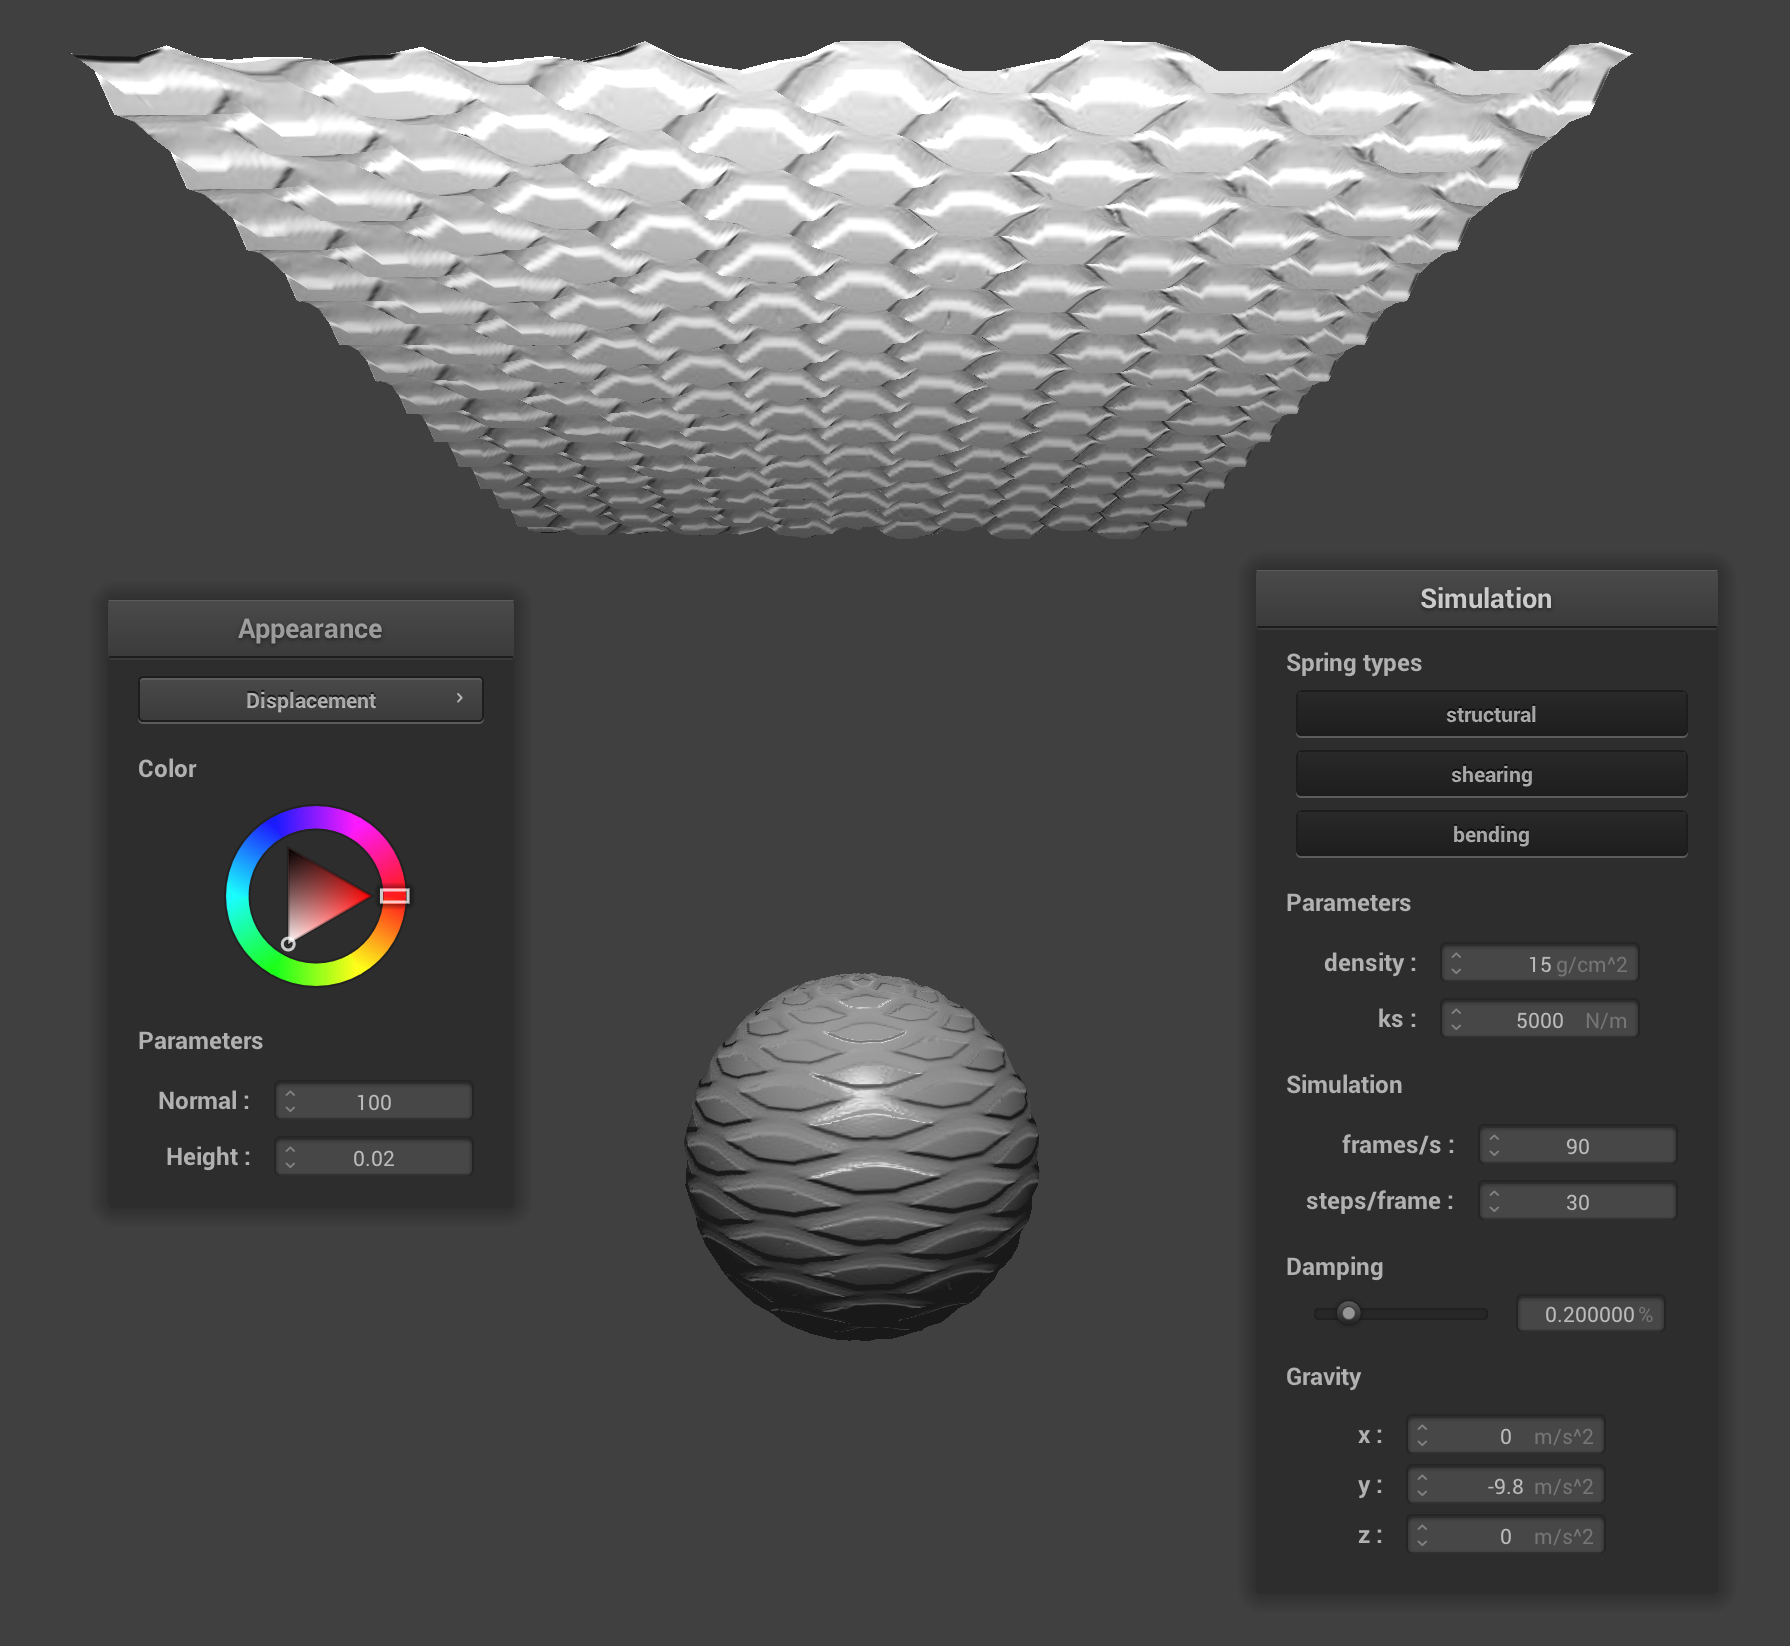 Appearance
Displacement
Color
Parameters
Normal : 100
Height : 0.02
Simulation
Spring types
structural
shearing
bending
Parameters
density : 15 g/cm^2
ks : 5000 N/m
Simulation
frames/s : 90
steps/frame : 30
Damping
0.200000 %
Gravity
x : 0 m/s^2
y : -9.8 m/s^2
z : 0 m/s^2